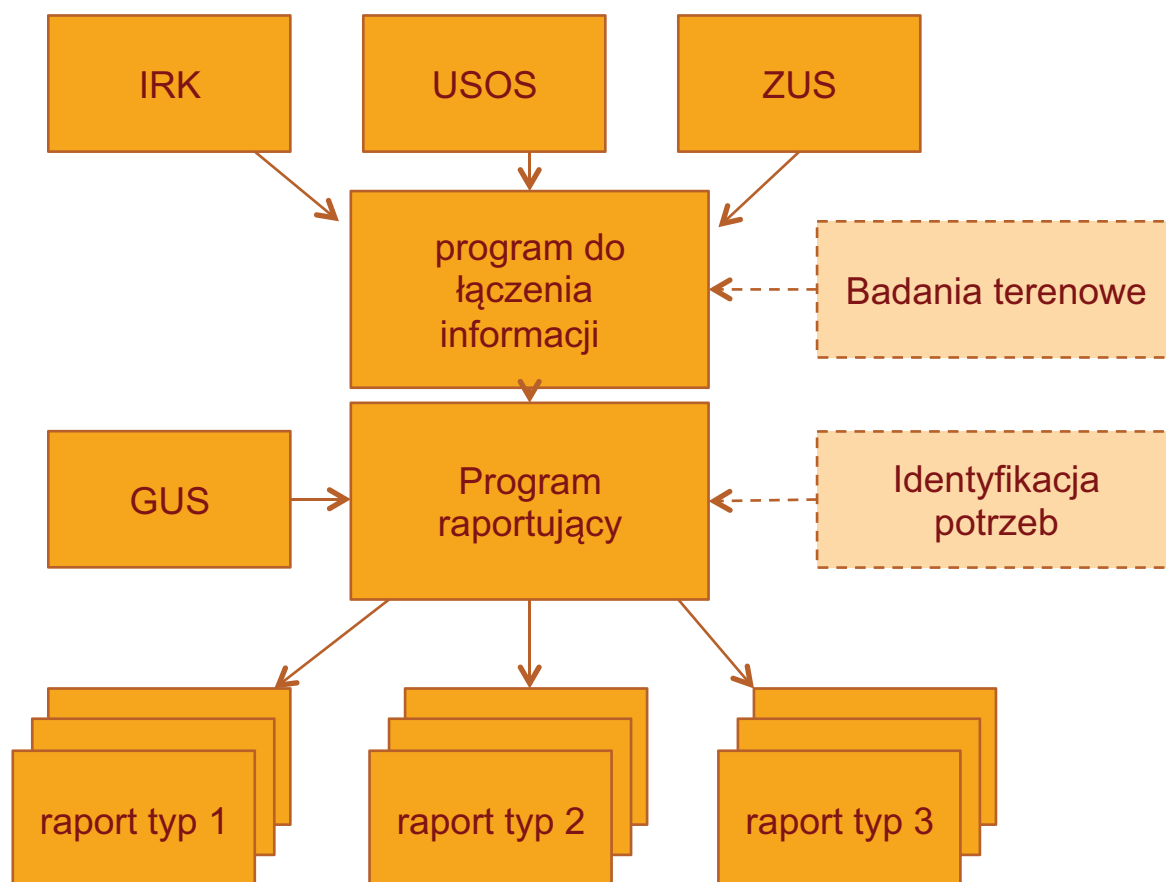 IRK
USOS
ZUS
program do
łączenia
informacji
Badania terenowe
GUS
Program
raportujący
Identyfikacja
potrzeb
raport typ 1
raport typ 2
raport typ 3